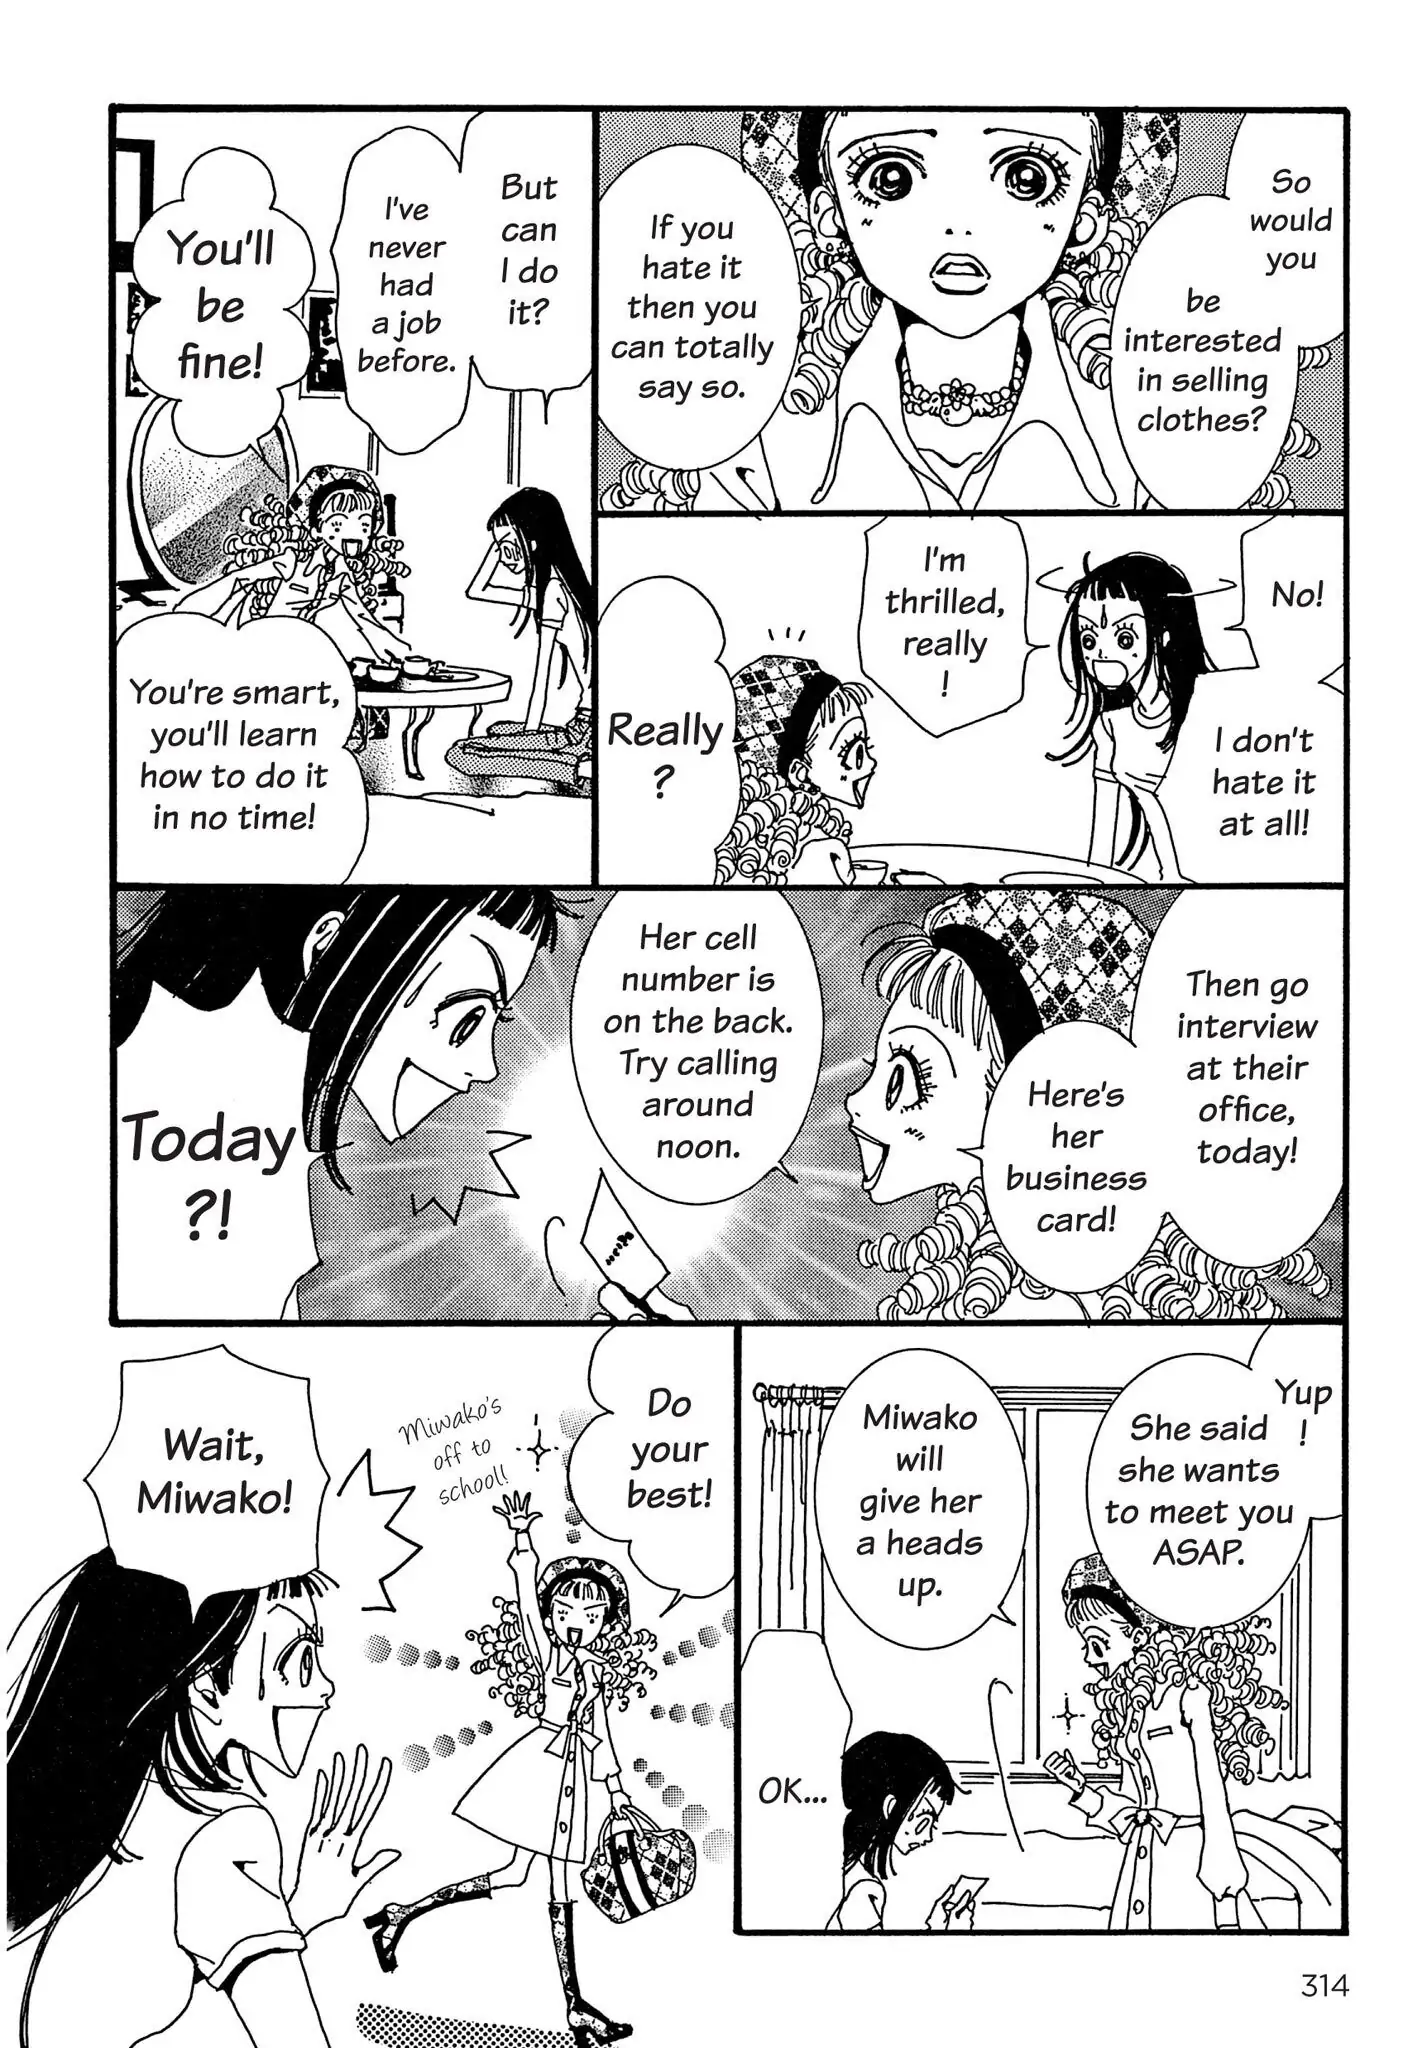 So
would
you
be
interested
in selling
clothes?
If you
hate it
then you
can totally
say so.
No!
I don't
hate it
at all!
I'm
thrilled,
really
!
Really
?
But
can
I do
it?
I've
never
had
a job
before.
You'll
be
fine!
You're smart,
you'll learn
how to do it
in no time!
Then go
interview
at their
office,
today!
Here's
her
business
card!
Her cell
number is
on the back.
Try calling
around
noon.
Today
?!
Yup
!
She said
she wants
to meet you
ASAP.
Miwako
will
give her
a heads
up.
OK...
Do
your
best!
Miwako's
off to
school!
Wait,
Miwako!
314